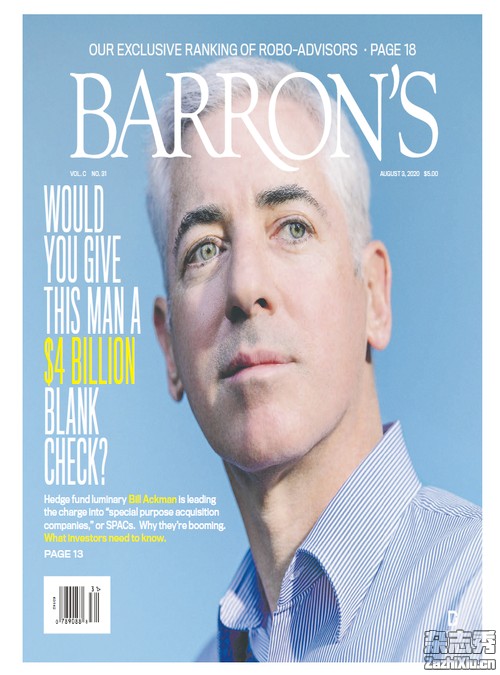 OUR EXCLUSIVE RANKING OF ROBO-ADVISORS · PAGE 18
BARRON'S
VOL. C NO. 31
AUGUST 3, 2020 $5.00
WOULD
YOU GIVE
THIS MAN A
$4 BILLION
BLANK
CHECK?
Hedge fund luminary Bill Ackman is leading
the charge into “special purpose acquisition
companies,” or SPACs. Why they’re booming.
What investors need to know.
PAGE 13
杂志秀
ZaZhiXiu.cn